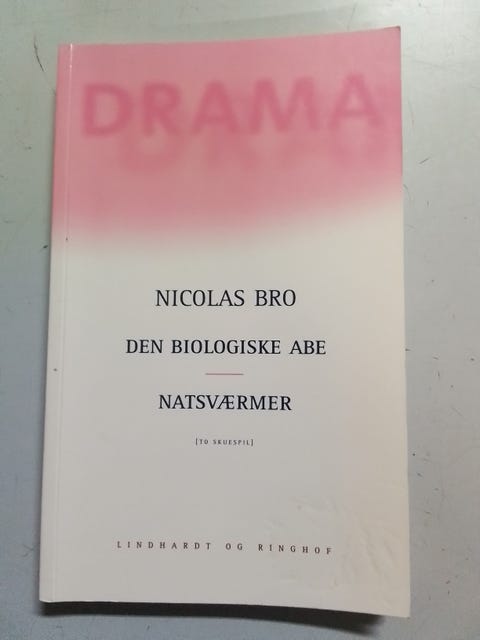 DRAMA
NICOLAS BRO
DEN BIOLOGISKE ABE
NATSVÆRMER
[TO SKUESPIL]
LINDHARDT OG RINGHOF